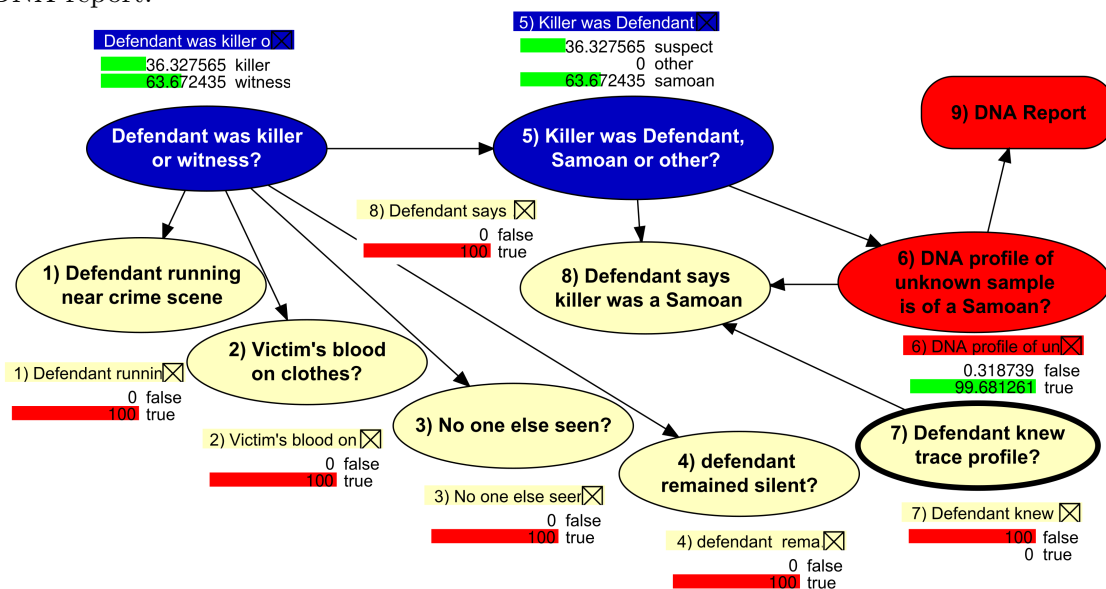 DNA report.
Defendant was killer o
36.327565 killer
63.672435 witness
5) Killer was Defendant
36.327565 suspect
0 other
63.672435 samoan
9) DNA Report
Defendant was killer
or witness?
5) Killer was Defendant,
Samoan or other?
8) Defendant says
0 false
100 true
1) Defendant running
near crime scene
8) Defendant says
killer was a Samoan
6) DNA profile of
unknown sample
is of a Samoan?
6) DNA profile of un
0.318739 false
99.681261 true
2) Victim's blood
on clothes?
1) Defendant runnin
0 false
100 true
3) No one else seen?
7) Defendant knew
trace profile?
2) Victim's blood on
0 false
100 true
4) defendant
remained silent?
3) No one else seer
0 false
100 true
7) Defendant knew
100 false
0 true
4) defendant rema
0 false
100 true